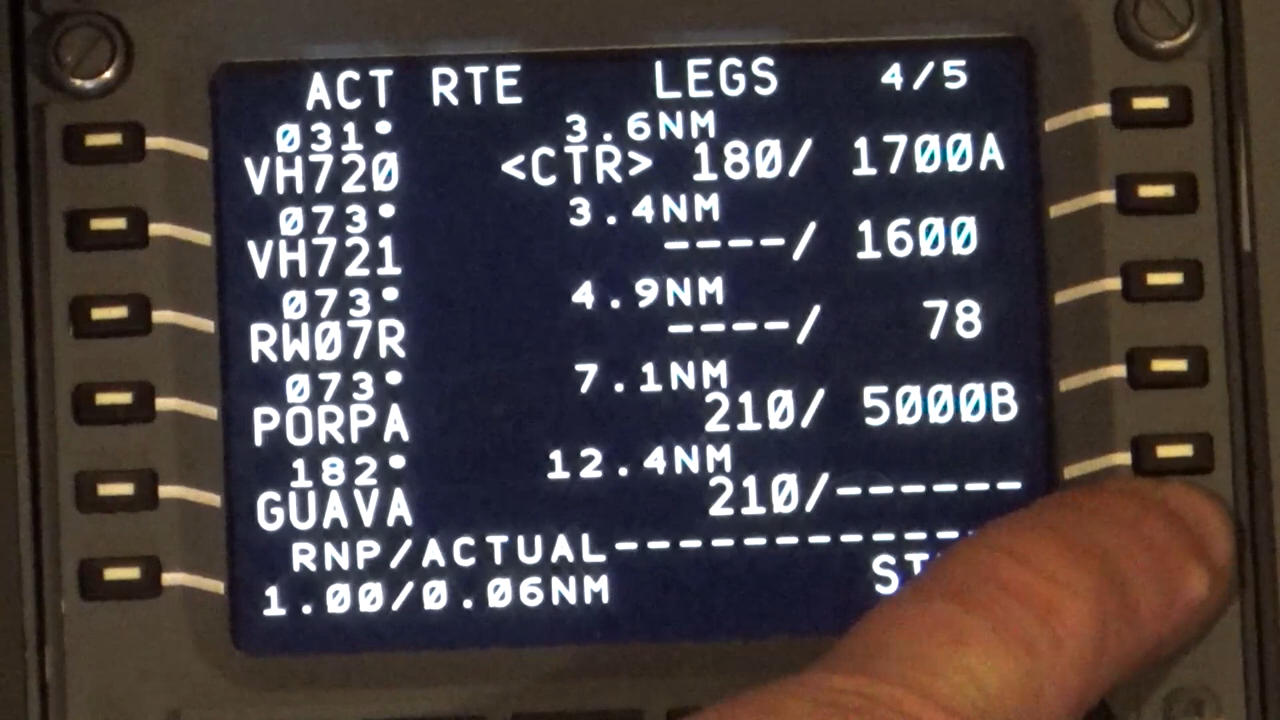 ACT RTE LEGS 4/5
031° 3.6NM
VH720 <CTR> 180/ 1700A
073° 3.4NM
VH721 ----/ 1600
073° 4.9NM
RW07R ----/ 78
073° 7.1NM
PORPA 210/ 5000B
182° 12.4NM
GUAVA 210/------
RNP/ACTUAL------------
1.00/0.06NM